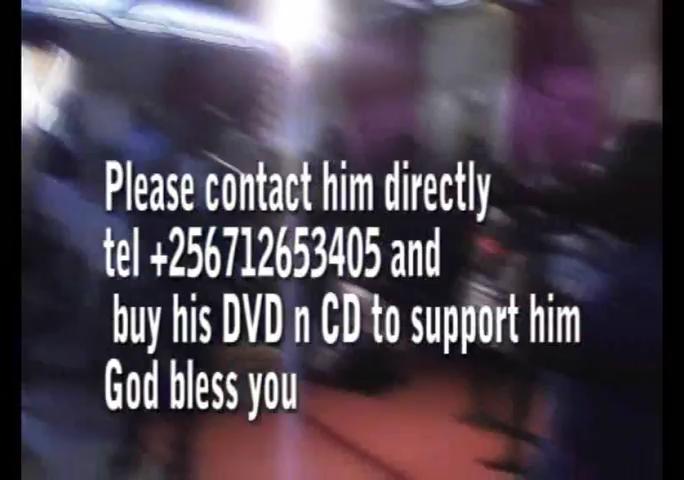 Please contact him directly
tel +256712653405 and
buy his DVD n CD to support him
God bless you